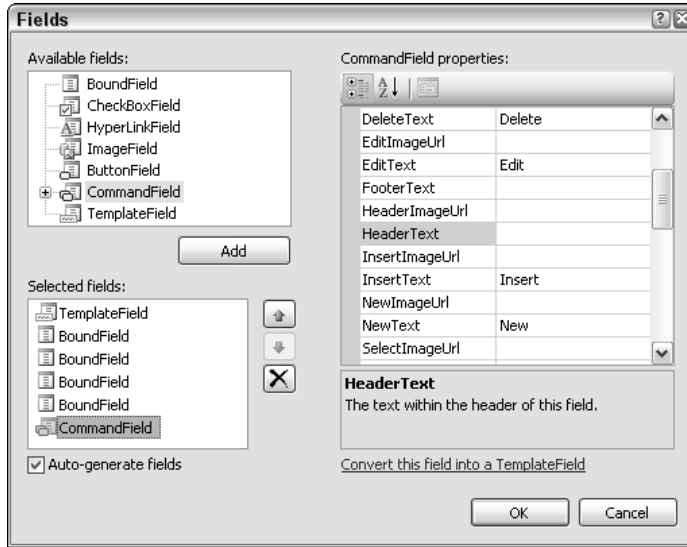 Fields
Available fields:
BoundField
CheckBoxField
HyperLinkField
ImageField
ButtonField
CommandField
TemplateField
Add
Selected fields:
TemplateField
BoundField
BoundField
BoundField
BoundField
CommandField
Auto-generate fields
CommandField properties:
DeleteText Delete
EditImageUrl
EditText Edit
FooterText
HeaderImageUrl
HeaderText
InsertImageUrl
InsertText Insert
NewImageUrl
NewText New
SelectImageUrl
HeaderText
The text within the header of this field.
Convert this field into a TemplateField
OK Cancel